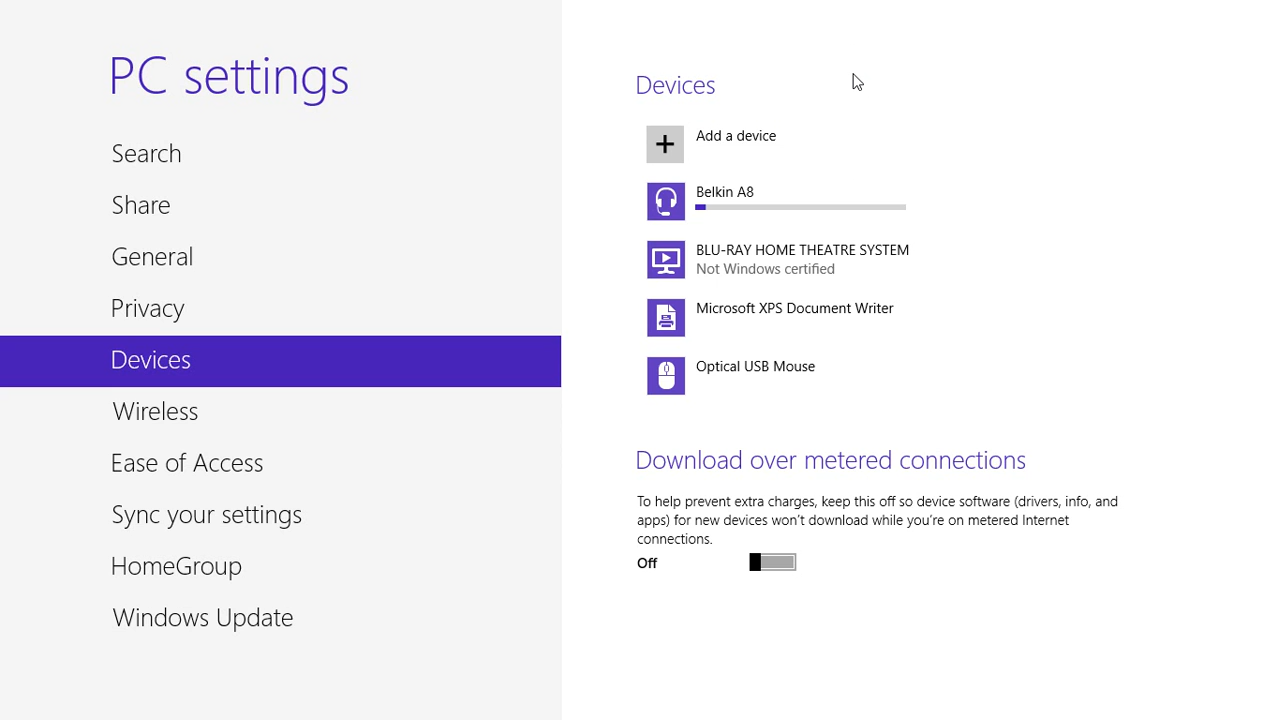 PC settings
Search
Share
General
Privacy
Devices
Wireless
Ease of Access
Sync your settings
HomeGroup
Windows Update
Devices
Add a device
Belkin A8
BLU-RAY HOME THEATRE SYSTEM
Not Windows certified
Microsoft XPS Document Writer
Optical USB Mouse
Download over metered connections
To help prevent extra charges, keep this off so device software (drivers, info, and
apps) for new devices won't download while you're on metered Internet
connections.
Off